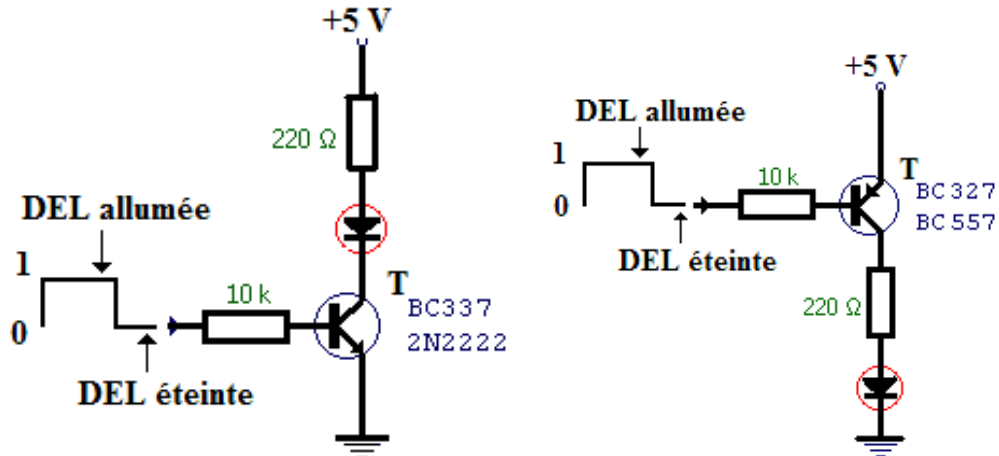 +5 V
220 Ω
DEL allumée
1
0
10 k
T
BC337
2N2222
DEL éteinte
+5 V
DEL allumée
1
0
10 k
T
BC327
BC557
DEL éteinte
220 Ω